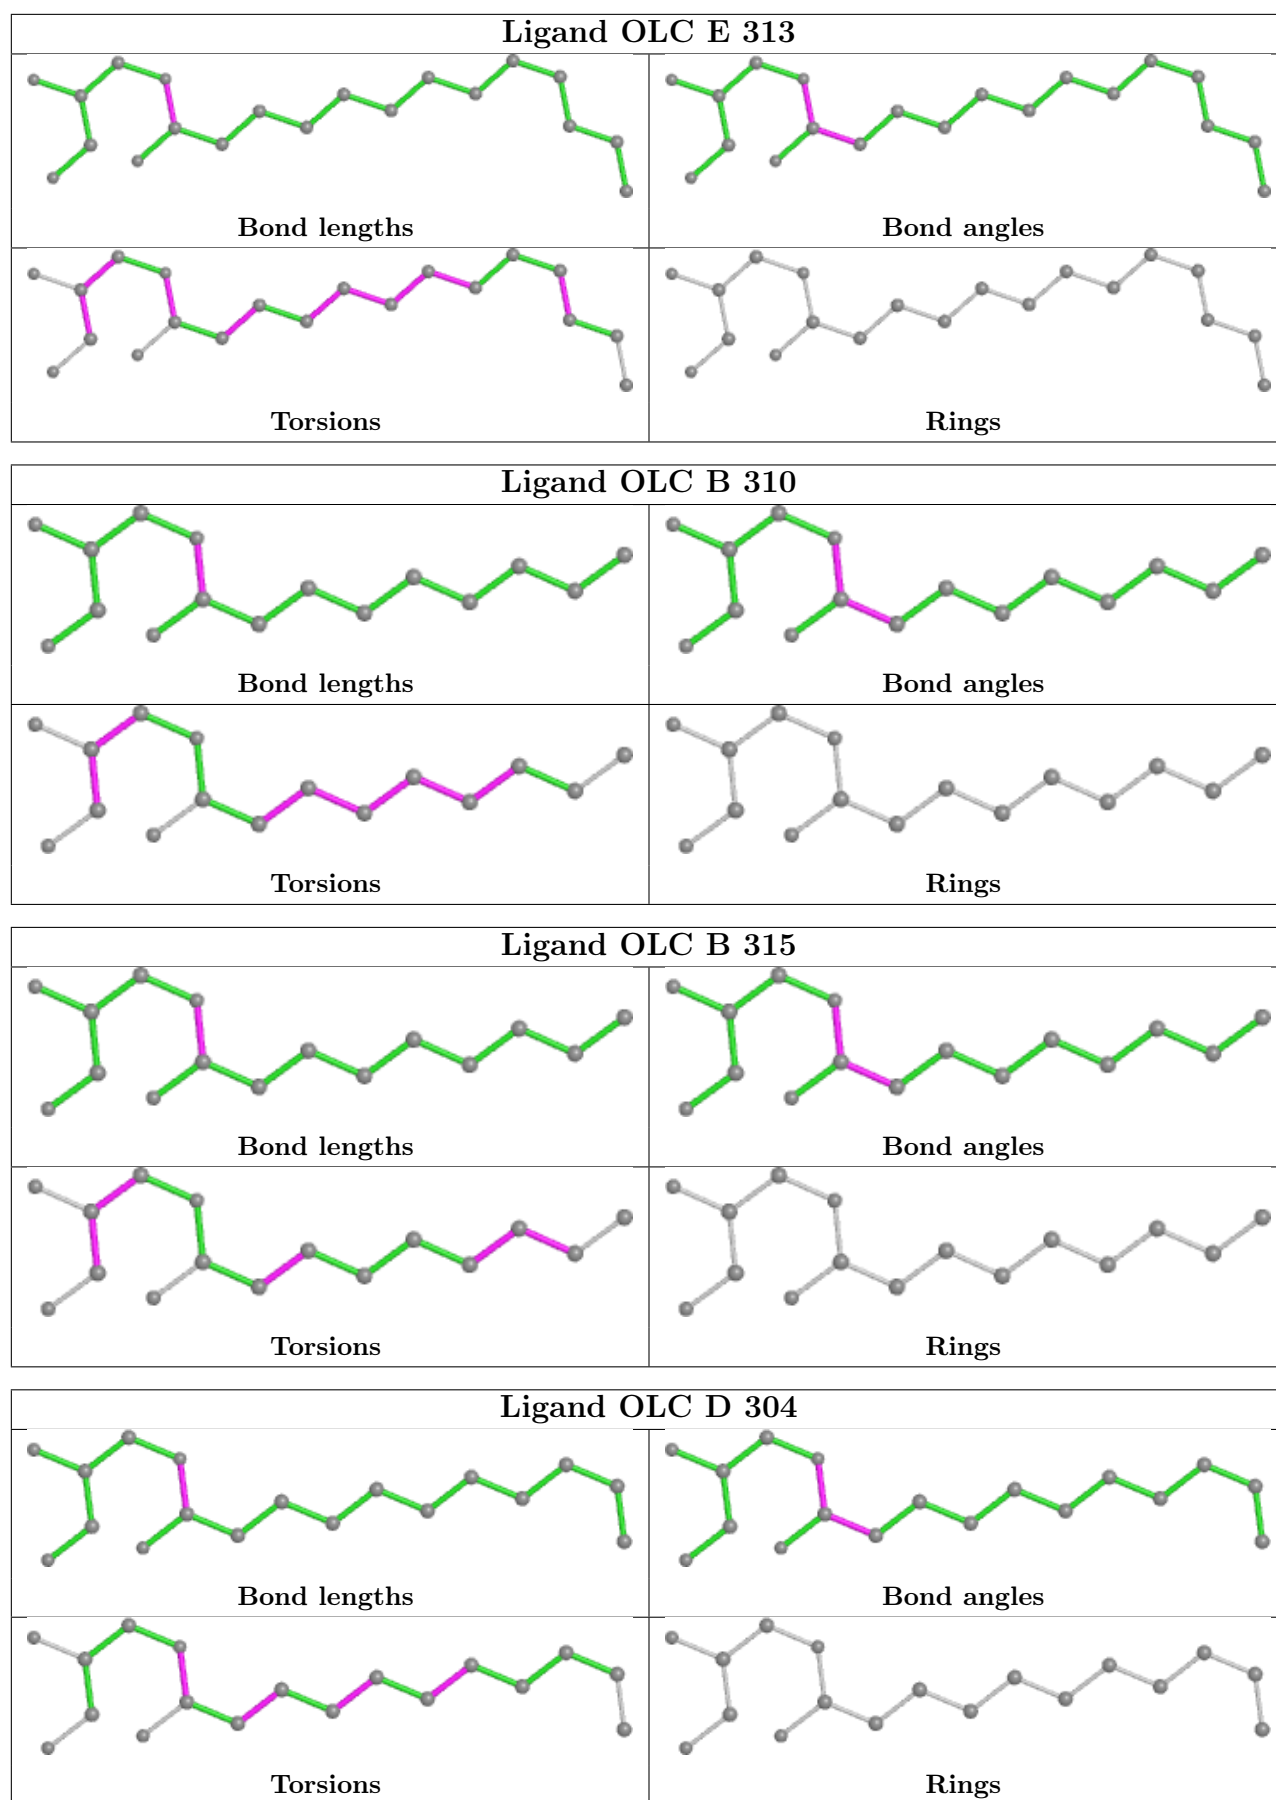 Ligand OLC E 313
Bond lengths
Bond angles
Torsions
Rings
Ligand OLC B 310
Bond lengths
Bond angles
Torsions
Rings
Ligand OLC B 315
Bond lengths
Bond angles
Torsions
Rings
Ligand OLC D 304
Bond lengths
Bond angles
Torsions
Rings